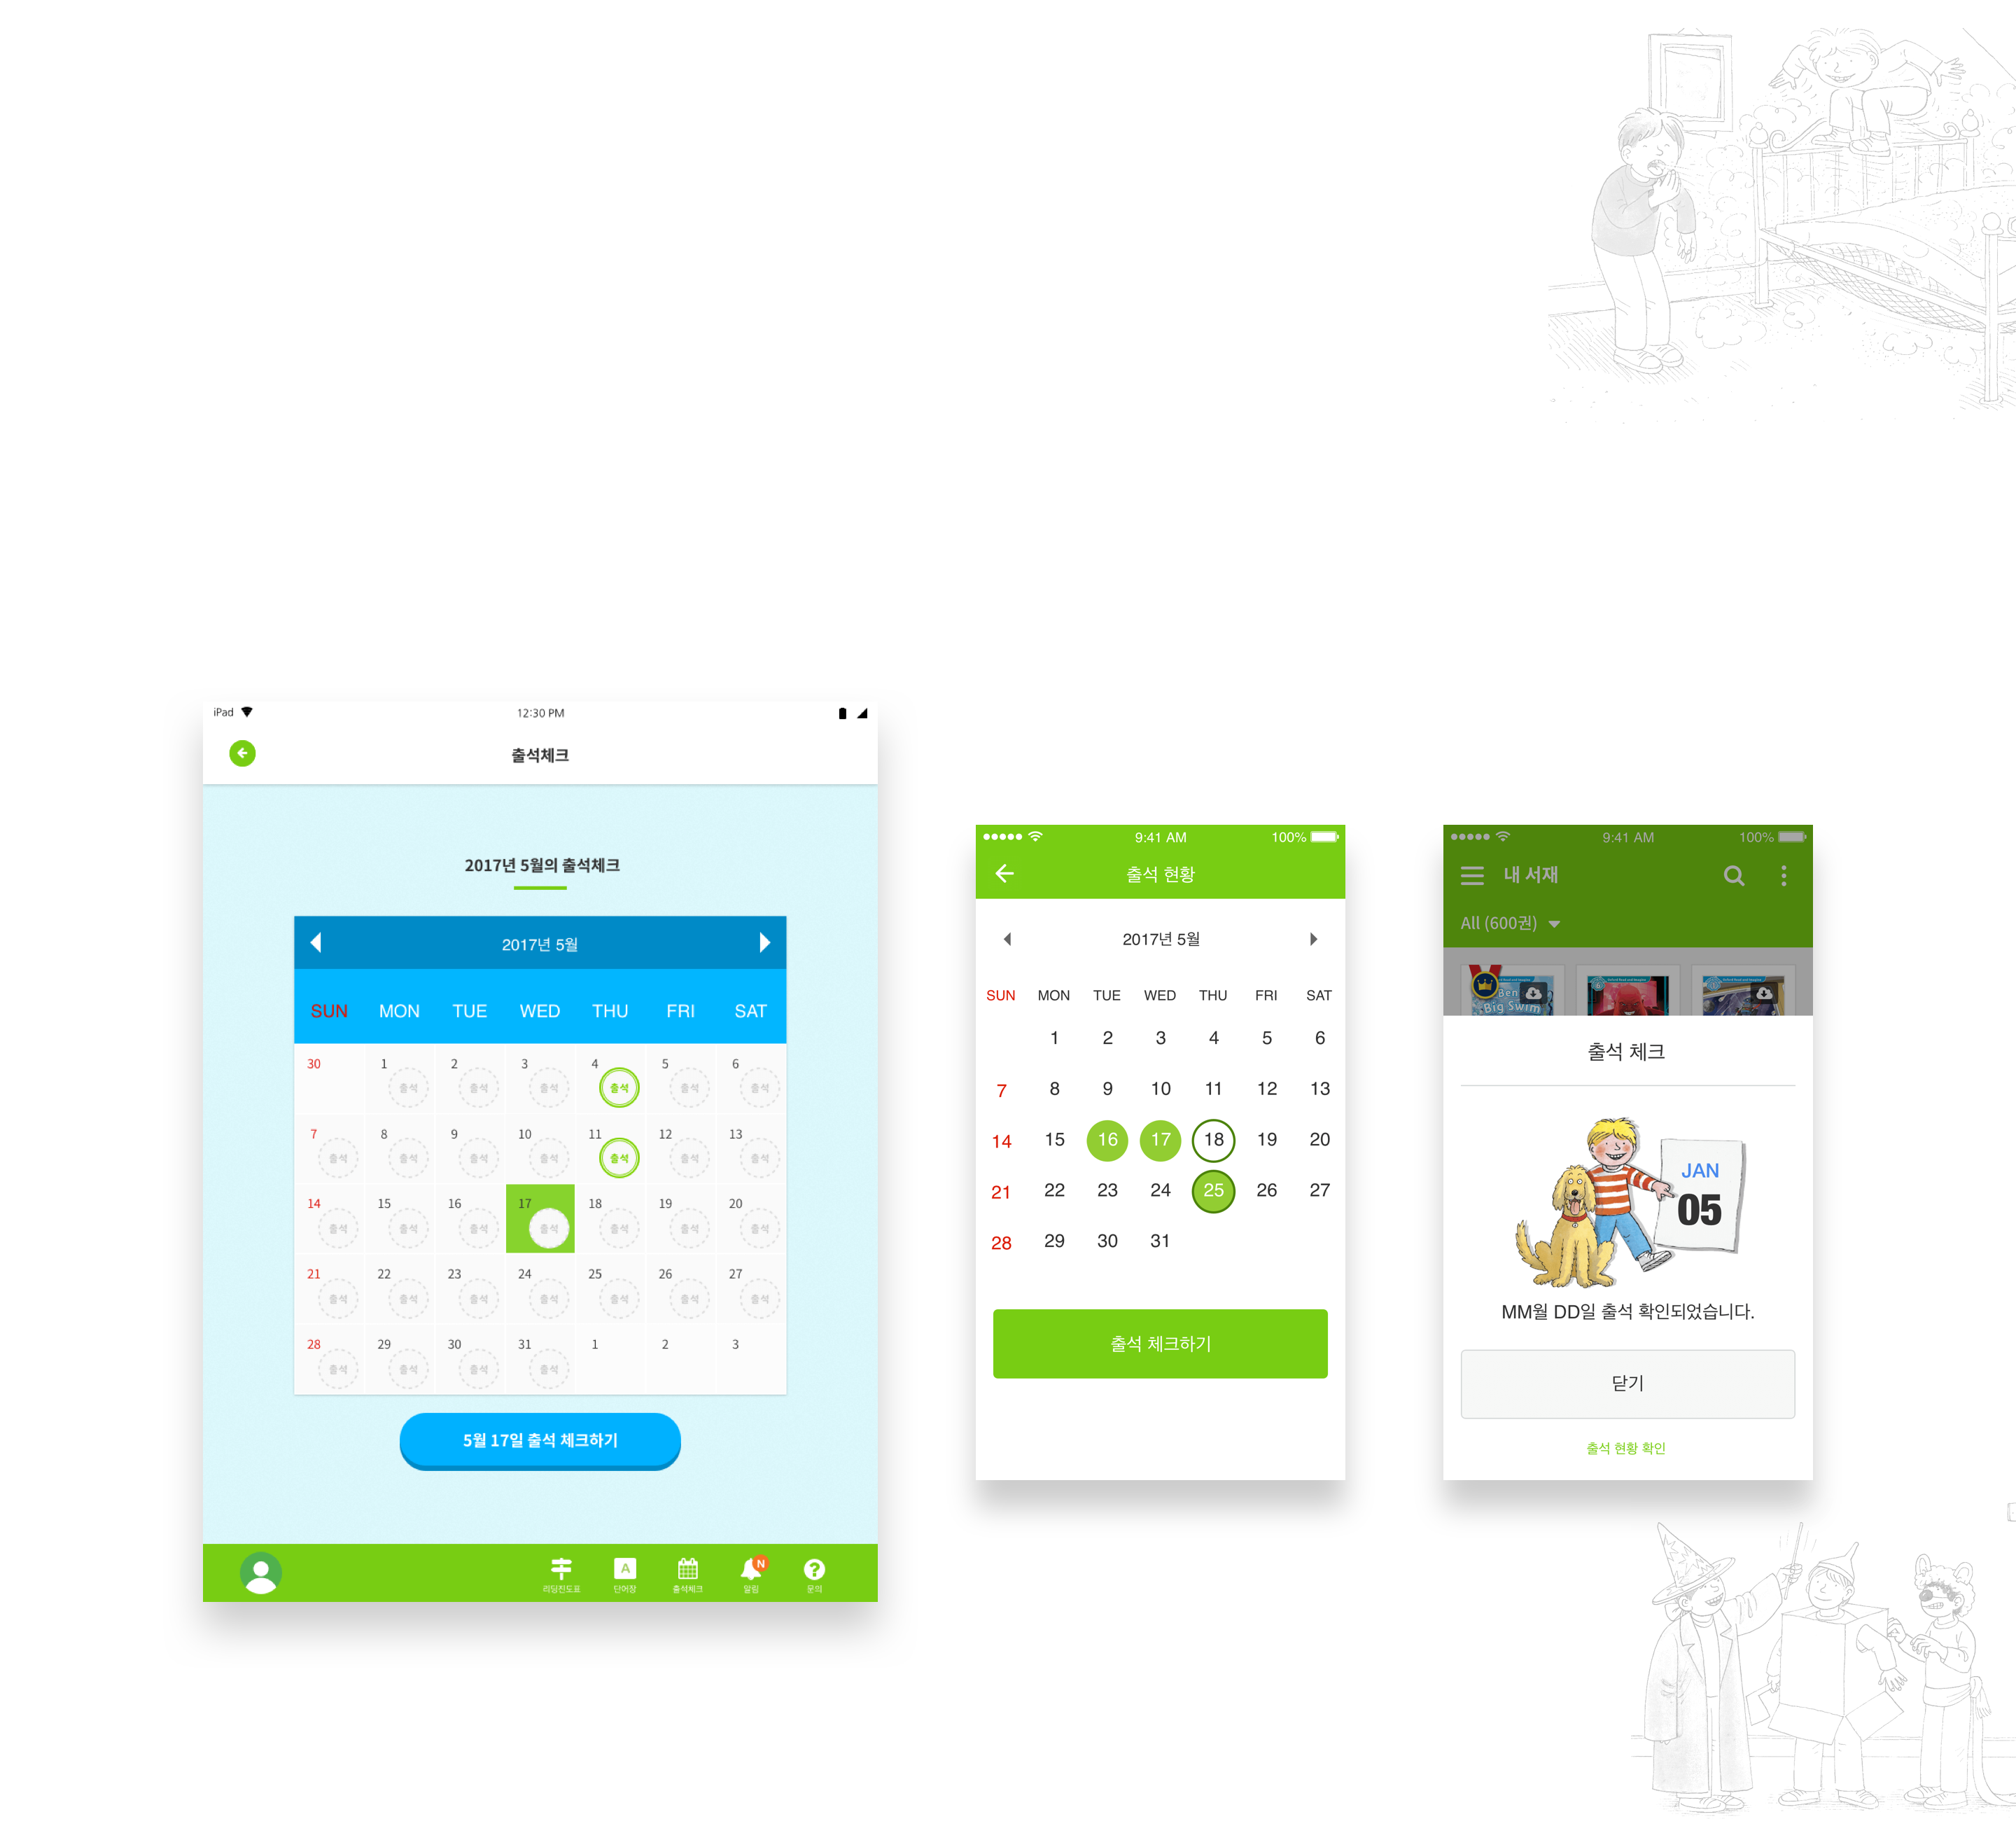 iPad
12:30 PM
출석체크
2017년 5월의 출석체크
2017년 5월
SUN MON TUE WED THU FRI SAT
30 1 2 3 4 5 6
출석 출석 출석 출석 출석 출석
7 8 9 10 11 12 13
출석 출석 출석 출석 출석 출석 출석
14 15 16 17 18 19 20
출석 출석 출석 출석 출석 출석 출석
21 22 23 24 25 26 27
출석 출석 출석 출석 출석 출석 출석
28 29 30 31 1 2 3
출석 출석 출석 출석
5월 17일 출석 체크하기
A N ?
리딩진도표 단어장 출석체크 알림 문의
9:41 AM 100%
출석 현황
2017년 5월
SUN MON TUE WED THU FRI SAT
1 2 3 4 5 6
7 8 9 10 11 12 13
14 15 16 17 18 19 20
21 22 23 24 25 26 27
28 29 30 31
출석 체크하기
9:41 AM 100%
내 서재
All (600권)
Ben
Big Swim
출석 체크
JAN
05
MM월 DD일 출석 확인되었습니다.
닫기
출석 현황 확인